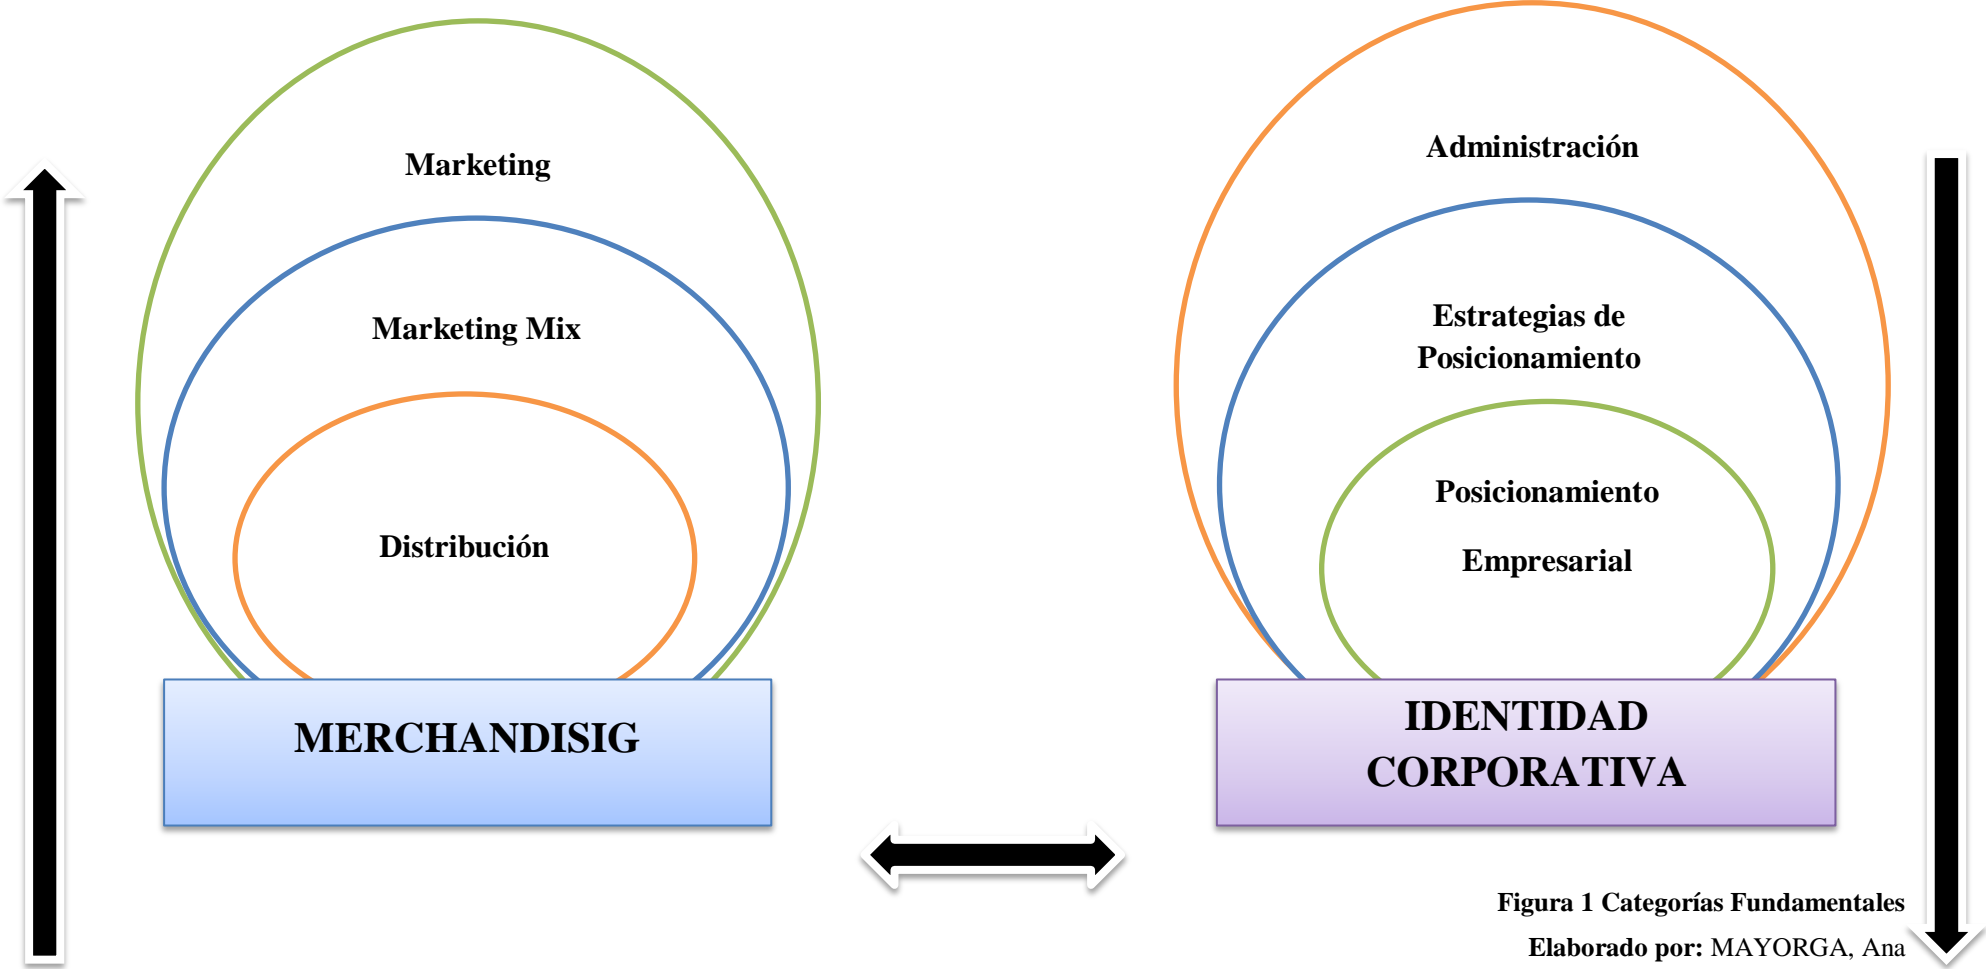 Marketing
Marketing Mix
Distribución
MERCHANDISIG
Administración
Estrategias de
Posicionamiento
Posicionamiento
Empresarial
IDENTIDAD
CORPORATIVA
Figura 1 Categorías Fundamentales
Elaborado por: MAYORGA, Ana